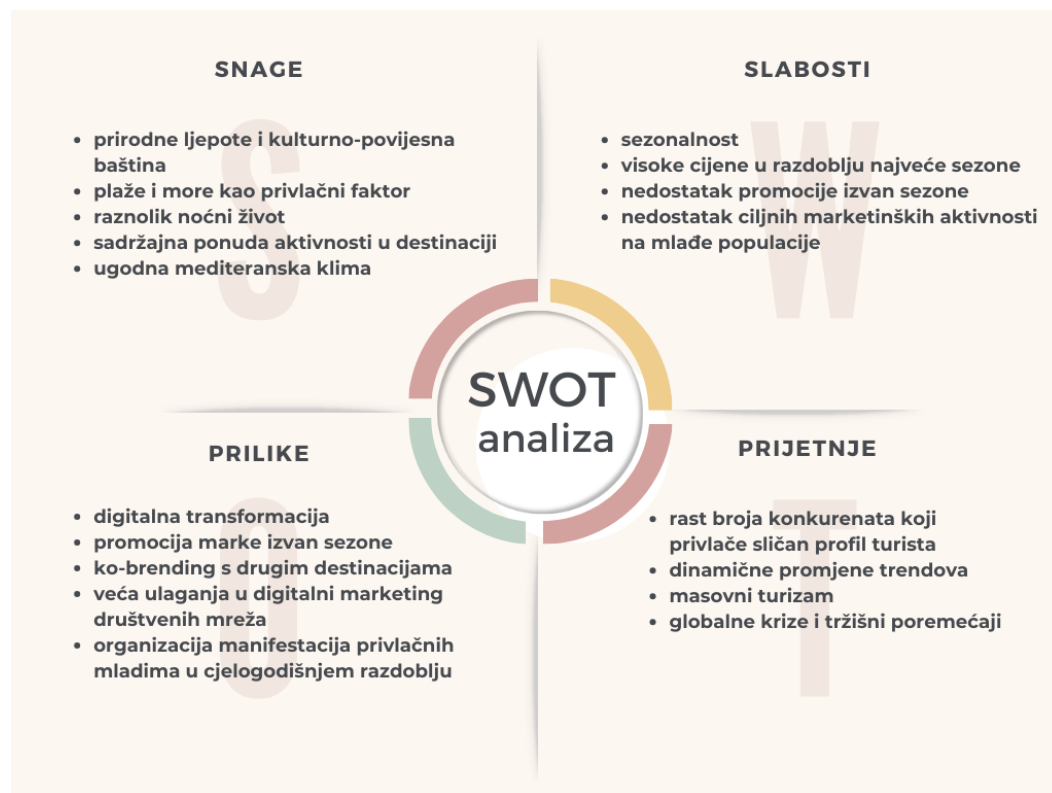 SNAGE
• prirodne ljepote i kulturno-povijesna
baština
• plaže i more kao privlačni faktor
• raznolik noćni život
• sadržajna ponuda aktivnosti u destinaciji
• ugodna mediteranska klima
S
SLABOSTI
• sezonalnost
• visoke cijene u razdoblju najveće sezone
• nedostatak promocije izvan sezone
• nedostatak ciljnih marketinških aktivnosti
na mlađe populacije
W
SWOT
analiza
PRILIKE
• digitalna transformacija
• promocija marke izvan sezone
• ko-brending s drugim destinacijama
• veća ulaganja u digitalni marketing
društvenih mreža
• organizacija manifestacija privlačnih
mladima u cjelogodišnjem razdoblju
O
PRIJETNJE
• rast broja konkurenata koji
privlače sličan profil turista
• dinamične promjene trendova
• masovni turizam
• globalne krize i tržišni poremećaji
T